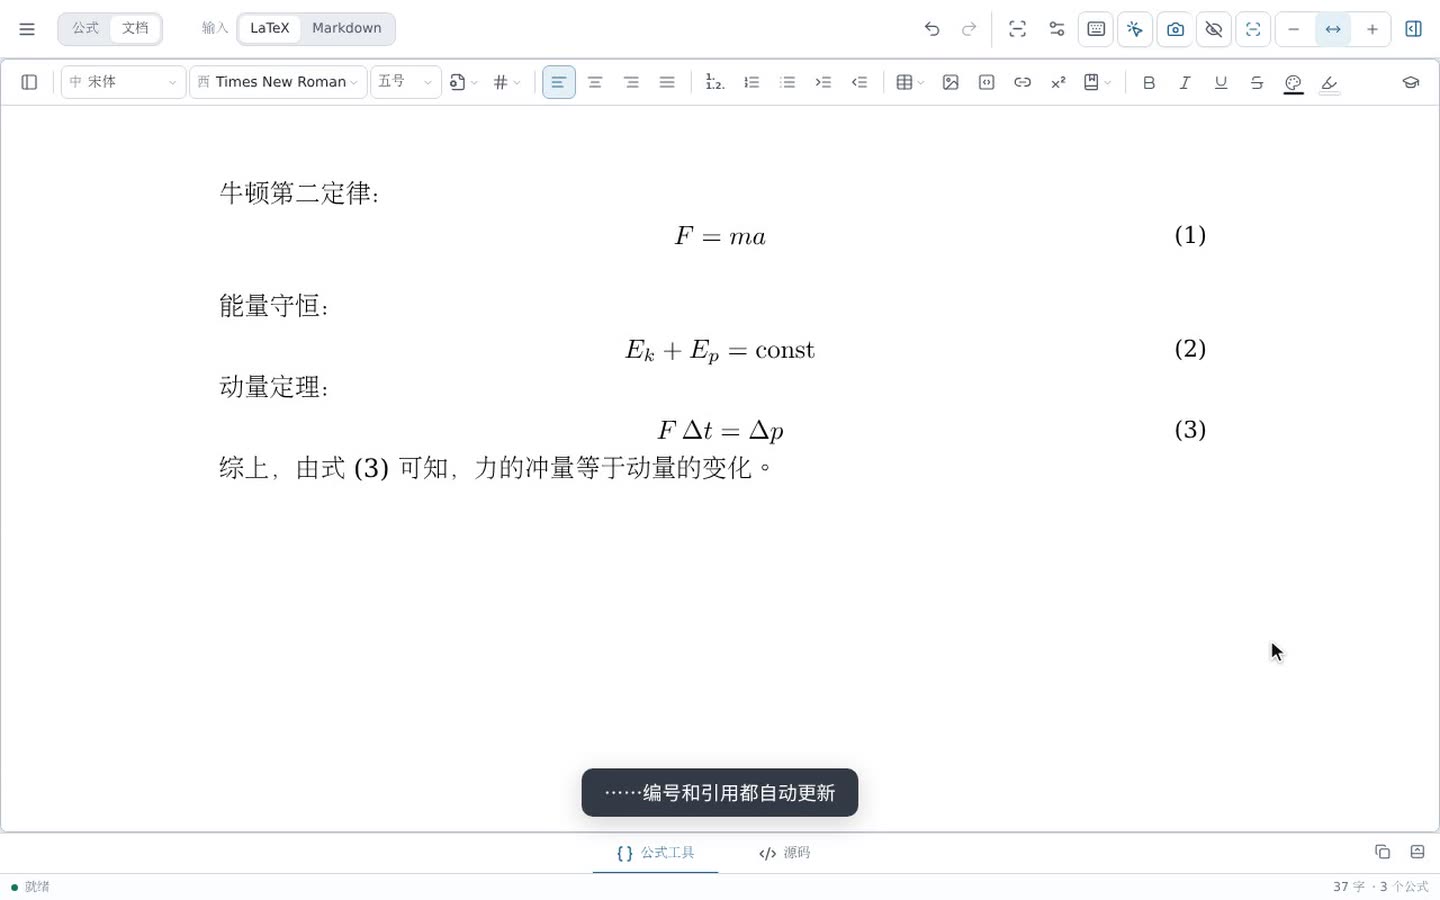 公式 文档 输入 LaTeX Markdown
中 宋体 西 Times New Roman 五号
牛顿第二定律:
F = ma (1)
能量守恒:
E_k + E_p = const (2)
动量定理:
F Δt = Δp (3)
综上，由式 (3) 可知，力的冲量等于动量的变化。
……编号和引用都自动更新
{} 公式工具 </> 源码
就绪 37 字 · 3 个公式